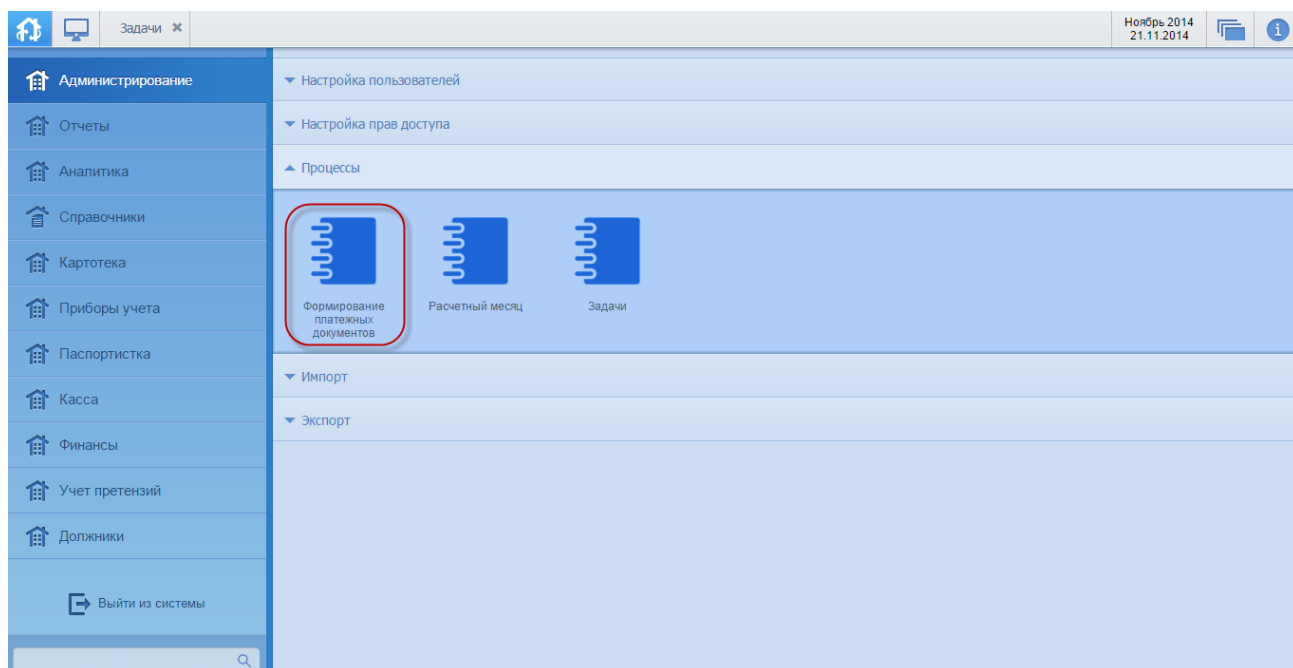 Задачи
Ноябрь 2014
21.11.2014
Администрирование
Отчеты
Аналитика
Справочники
Картотека
Приборы учета
Паспортистка
Касса
Финансы
Учет претензий
Должники
Выйти из системы
Настройка пользователей
Настройка прав доступа
Процессы
Формирование
платежных
документов
Расчетный месяц
Задачи
Импорт
Экспорт